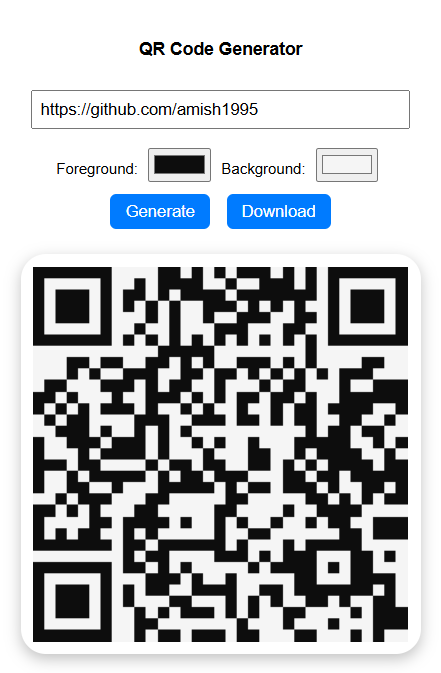 QR Code Generator
https://github.com/amish1995
Foreground:
Background:
Generate
Download